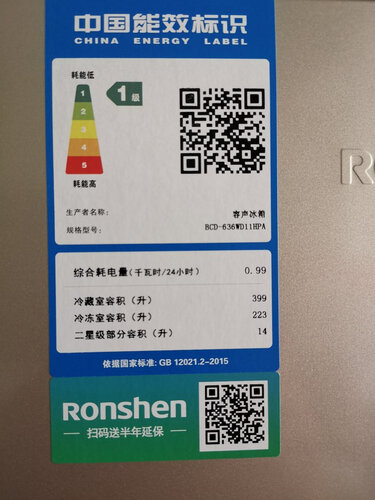 中国能效标识
CHINA ENERGY LABEL
耗能低
1
2
3
4
5
1级
耗能高
生产者名称: 容声冰箱
规格型号: BCD-636WD11HPA
综合耗电量(千瓦时/24小时) 0.99
冷藏室容积(升) 399
冷冻室容积(升) 223
二星级部分容积(升) 14
依据国家标准: GB 12021.2-2015
Ronshen
扫码送半年延保